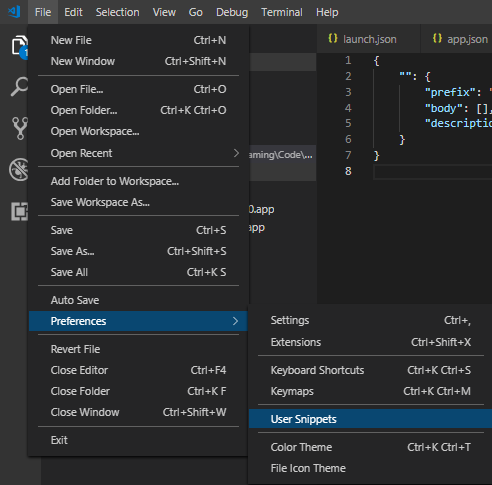 File Edit Selection View Go Debug Terminal Help
New File Ctrl+N
New Window Ctrl+Shift+N
Open File... Ctrl+O
Open Folder... Ctrl+K Ctrl+O
Open Workspace...
Open Recent
Add Folder to Workspace...
Save Workspace As...
Save Ctrl+S
Save As... Ctrl+Shift+S
Save All Ctrl+K S
Auto Save
Preferences
Revert File
Close Editor Ctrl+F4
Close Folder Ctrl+K F
Close Window Ctrl+Shift+W
Exit
1
aming\Code\...
0.app
app
{} launch.json {} app.json
1 {
2 "": {
3 "prefix": "
4 "body": [],
5 "descriptio
6 }
7 }
8
Settings Ctrl+,
Extensions Ctrl+Shift+X
Keyboard Shortcuts Ctrl+K Ctrl+S
Keymaps Ctrl+K Ctrl+M
User Snippets
Color Theme Ctrl+K Ctrl+T
File Icon Theme